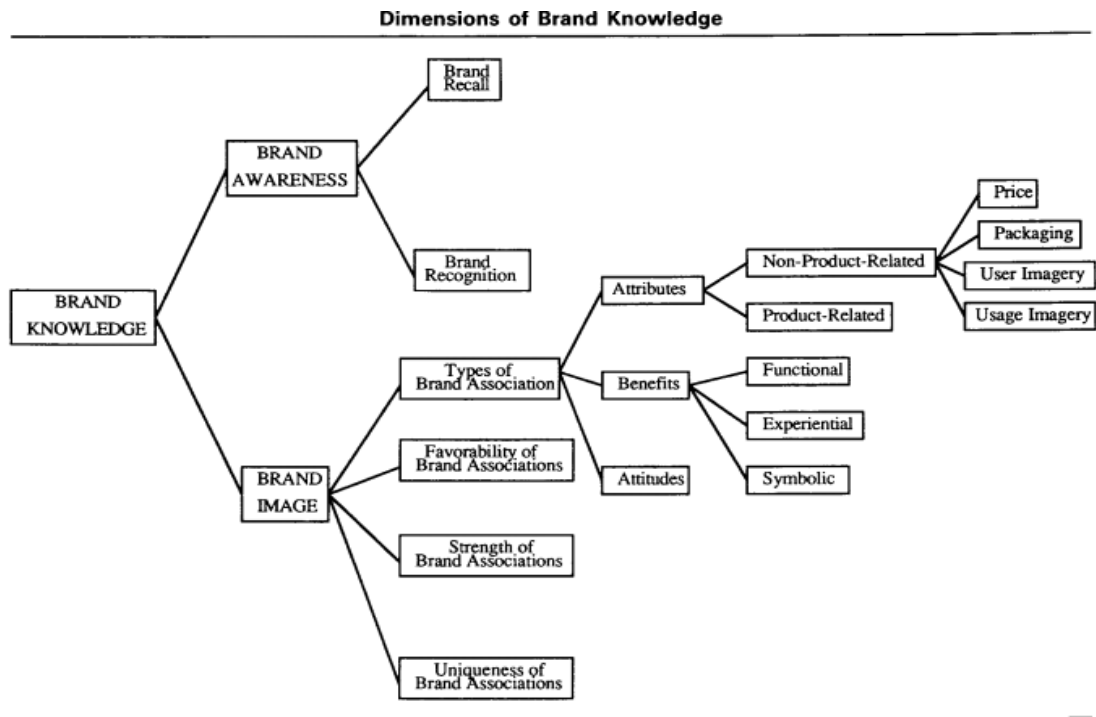 Dimensions of Brand Knowledge
Brand
Recall
BRAND
AWARENESS
Brand
Recognition
BRAND
KNOWLEDGE
Types of
Brand Association
Favorability of
Brand Associations
BRAND
IMAGE
Strength of
Brand Associations
Uniqueness of
Brand Associations
Attributes
Benefits
Attitudes
Non-Product-Related
Product-Related
Functional
Experiential
Symbolic
Price
Packaging
User Imagery
Usage Imagery